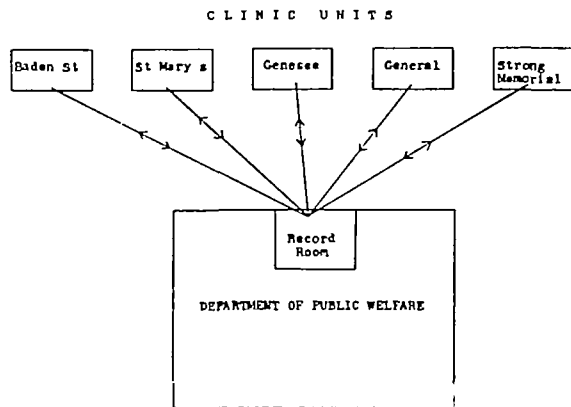 CLINIC UNITS
Baden St
St Mary s
Genesee
General
Strong
Memorial
Record
Room
DEPARTMENT OF PUBLIC WELFARE